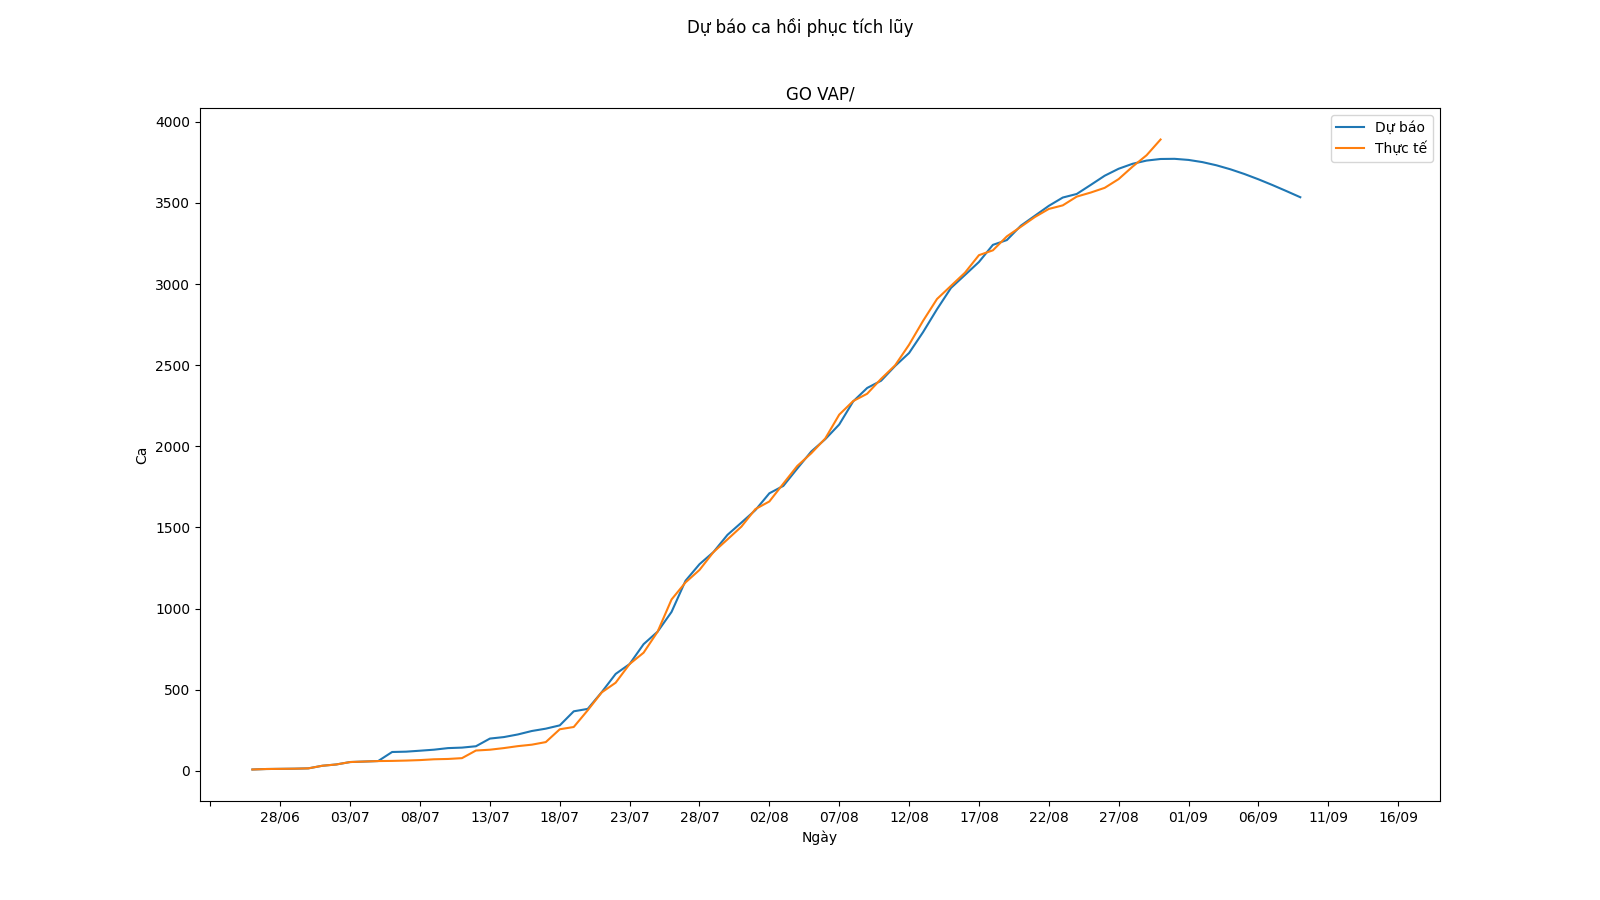 Dự báo ca hồi phục tích lũy
GO VAP/
Dự báo
Thực tế
4000
3500
3000
2500
2000
1500
1000
500
0
Ca
28/06 03/07 08/07 13/07 18/07 23/07 28/07 02/08 07/08 12/08 17/08 22/08 27/08 01/09 06/09 11/09 16/09
Ngày